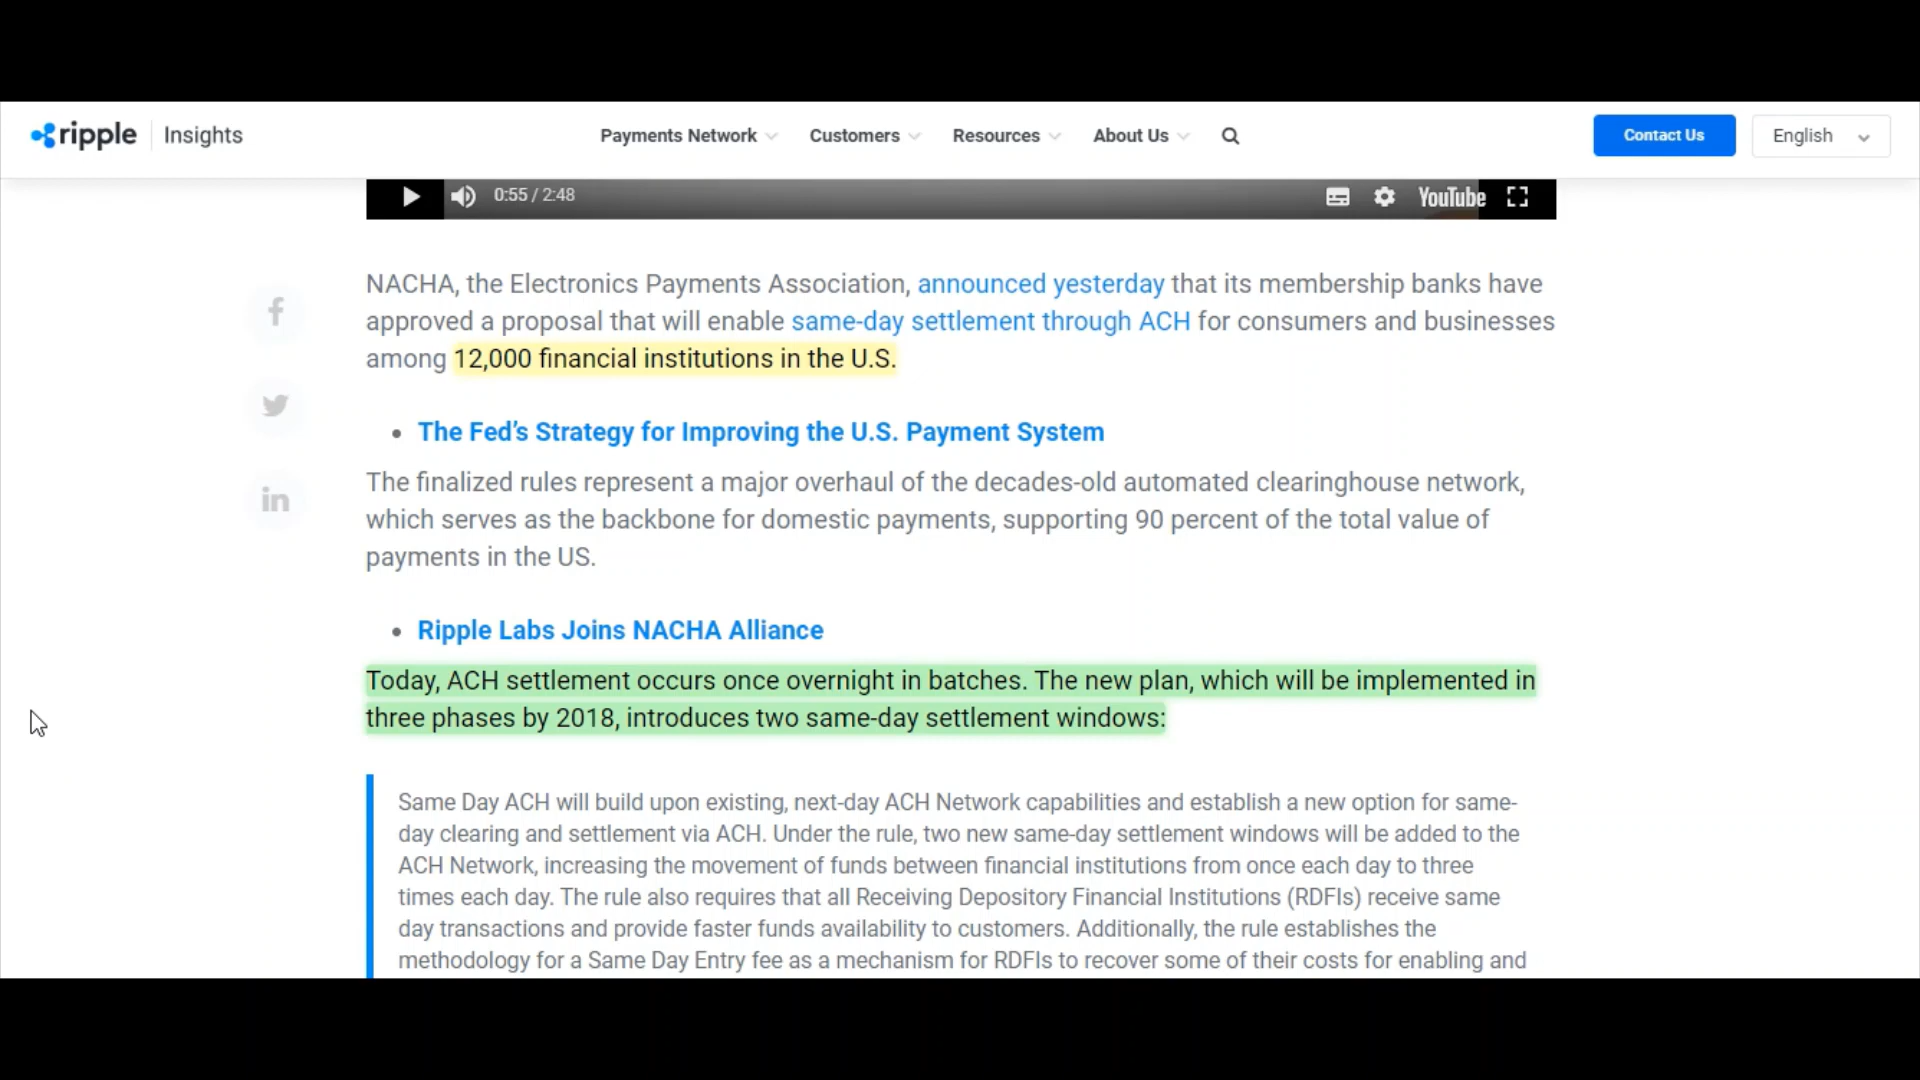 ripple Insights Payments Network Customers Resources About Us Contact Us English
0:55 / 2:48 YouTube
NACHA, the Electronics Payments Association, announced yesterday that its membership banks have
approved a proposal that will enable same-day settlement through ACH for consumers and businesses
among 12,000 financial institutions in the U.S.
• The Fed's Strategy for Improving the U.S. Payment System
The finalized rules represent a major overhaul of the decades-old automated clearinghouse network,
which serves as the backbone for domestic payments, supporting 90 percent of the total value of
payments in the US.
• Ripple Labs Joins NACHA Alliance
Today, ACH settlement occurs once overnight in batches. The new plan, which will be implemented in
three phases by 2018, introduces two same-day settlement windows:
Same Day ACH will build upon existing, next-day ACH Network capabilities and establish a new option for same-
day clearing and settlement via ACH. Under the rule, two new same-day settlement windows will be added to the
ACH Network, increasing the movement of funds between financial institutions from once each day to three
times each day. The rule also requires that all Receiving Depository Financial Institutions (RDFIs) receive same
day transactions and provide faster funds availability to customers. Additionally, the rule establishes the
methodology for a Same Day Entry fee as a mechanism for RDFIs to recover some of their costs for enabling and